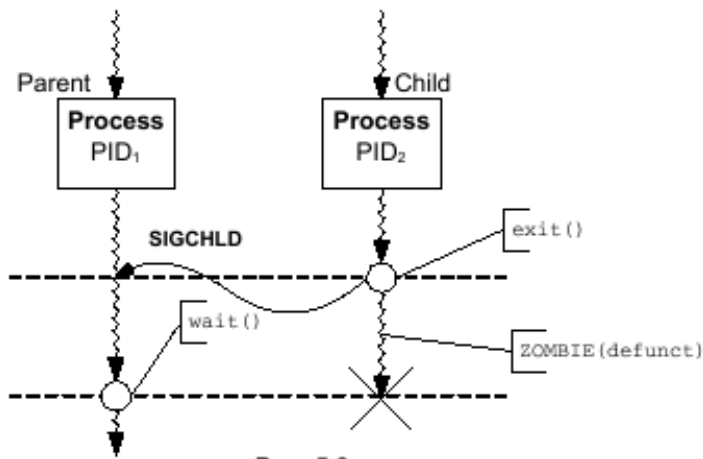 Parent
Child
Process
PID₁
Process
PID₂
SIGCHLD
exit()
wait()
ZOMBIE(defunct)